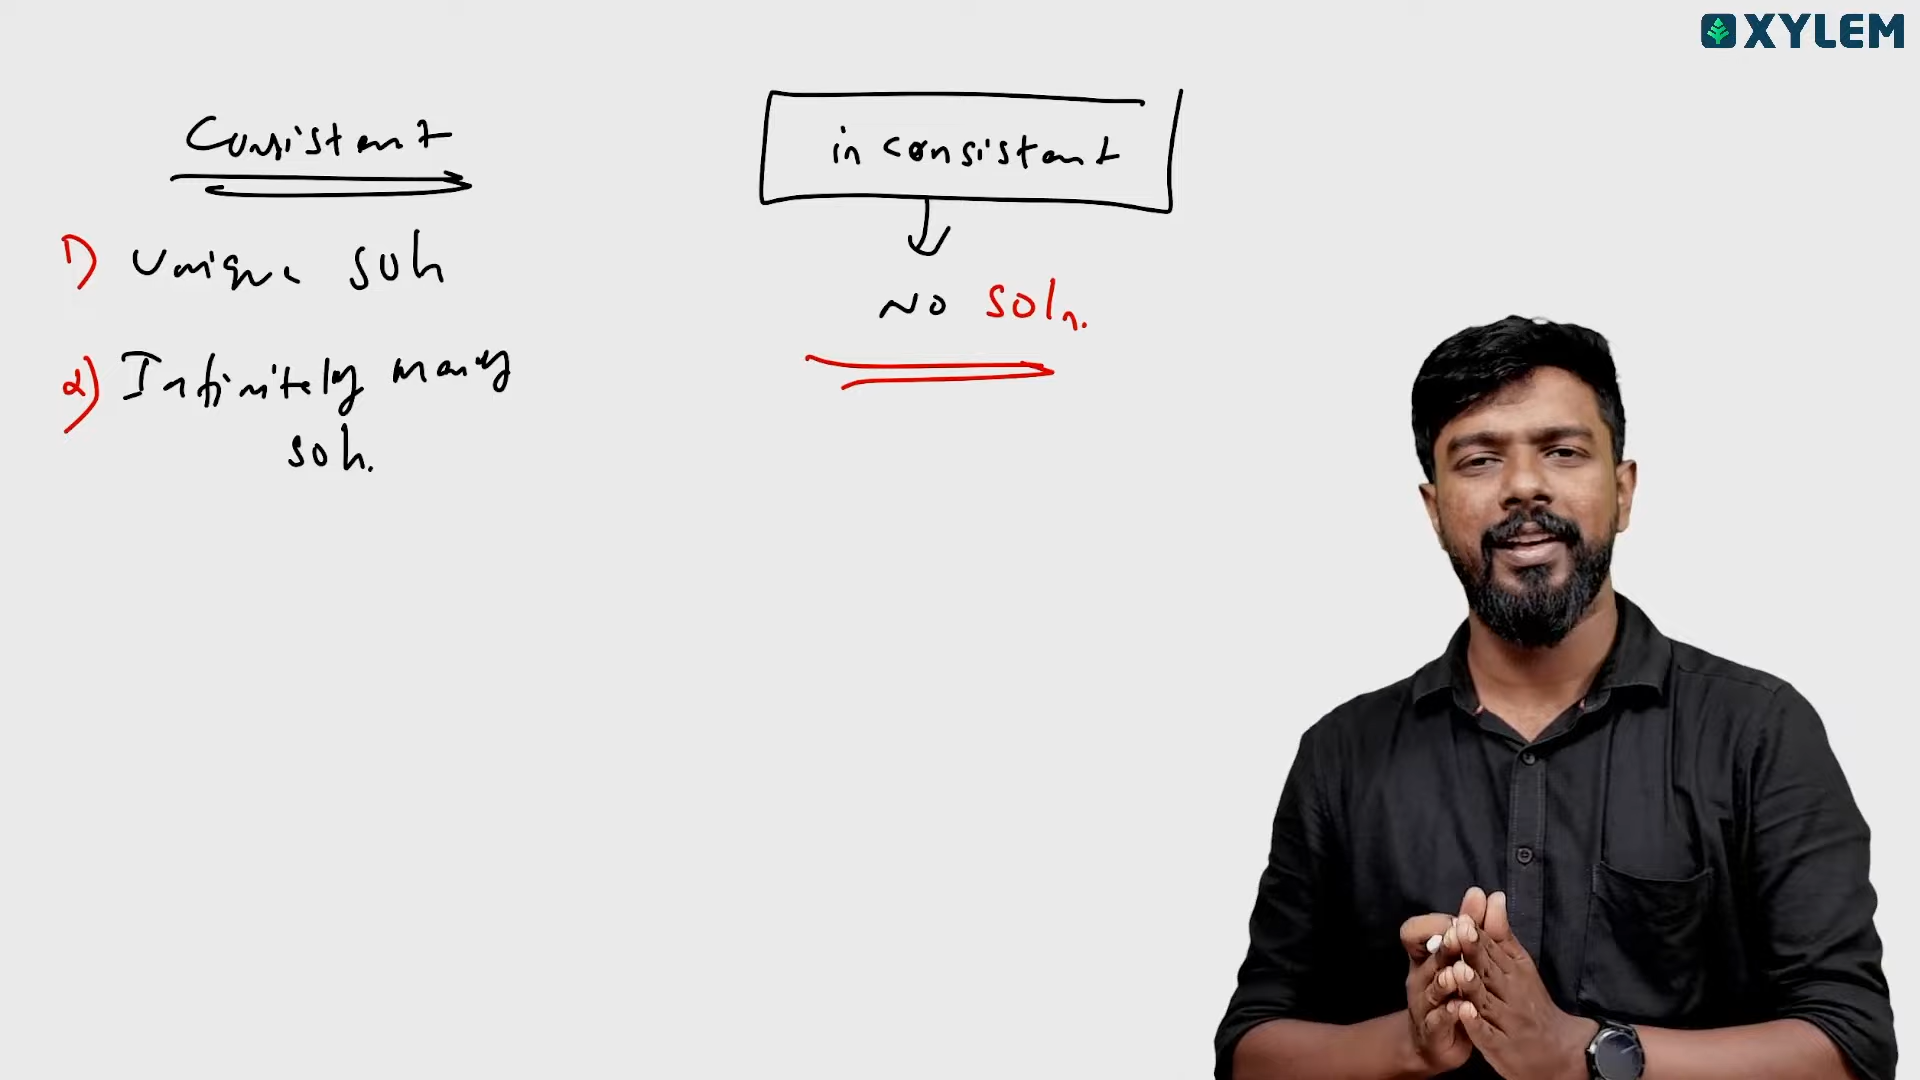 XYLEM
Consistent
1) Unique soln
2) Infinitely many
soln.
inconsistent
No soln.